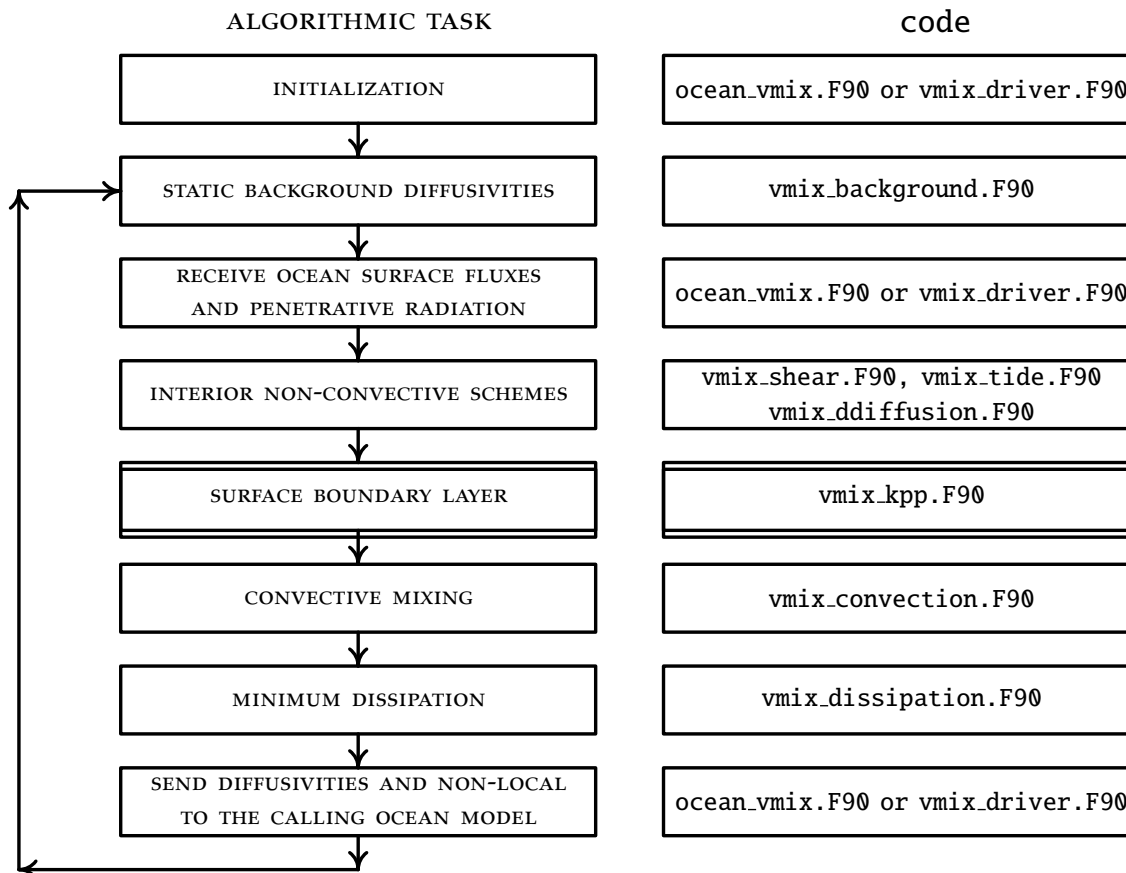 ALGORITHMIC TASK
code
INITIALIZATION
ocean_vmix.F90 or vmix_driver.F90
STATIC BACKGROUND DIFFUSIVITIES
vmix_background.F90
RECEIVE OCEAN SURFACE FLUXES
AND PENETRATIVE RADIATION
ocean_vmix.F90 or vmix_driver.F90
INTERIOR NON-CONVECTIVE SCHEMES
vmix_shear.F90, vmix_tide.F90
vmix_ddiffusion.F90
SURFACE BOUNDARY LAYER
vmix_kpp.F90
CONVECTIVE MIXING
vmix_convection.F90
MINIMUM DISSIPATION
vmix_dissipation.F90
SEND DIFFUSIVITIES AND NON-LOCAL
TO THE CALLING OCEAN MODEL
ocean_vmix.F90 or vmix_driver.F90